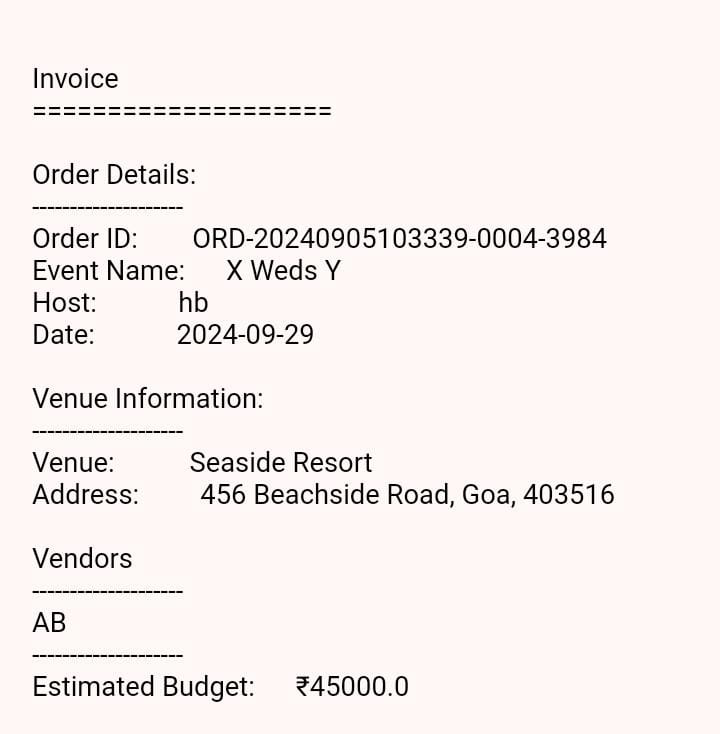 Invoice
====================
Order Details:
--------------------
Order ID: ORD-20240905103339-0004-3984
Event Name: X Weds Y
Host: hb
Date: 2024-09-29
Venue Information:
--------------------
Venue: Seaside Resort
Address: 456 Beachside Road, Goa, 403516
Vendors
--------------------
AB
--------------------
Estimated Budget: ₹45000.0